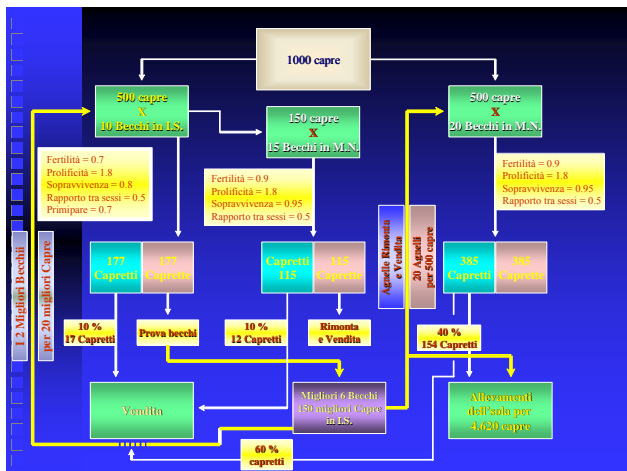 1000 capre
500 capre
X
10 Becchi in I.S.
150 capre
X
15 Becchi in M.N.
500 capre
X
20 Becchi in M.N.
Fertilità = 0.7
Prolificità = 1.8
Sopravvivenza = 0.8
Rapporto tra sessi = 0.5
Primipare = 0.7
Fertilità = 0.9
Prolificità = 1.8
Sopravvivenza = 0.95
Rapporto tra sessi = 0.5
Fertilità = 0.9
Prolificità = 1.8
Sopravvivenza = 0.95
Rapporto tra sessi = 0.5
I 2 Migliori Becchii
per 20 migliori Capre
Agnelle Rimonta
e Vendita
20 Agnelli
per 500 capre
177
Capretti
177
Caprette
Capretti
115
115
Caprette
385
Capretti
385
Caprette
10 %
17 Capretti
Prova becchi
10 %
12 Capretti
Rimonta
e Vendita
40 %
154 Capretti
Vendita
Migliori 6 Becchi
150 migliori Capre
in I.S.
Allevamenti
dell'sola per
4.620 capre
60 %
capretti